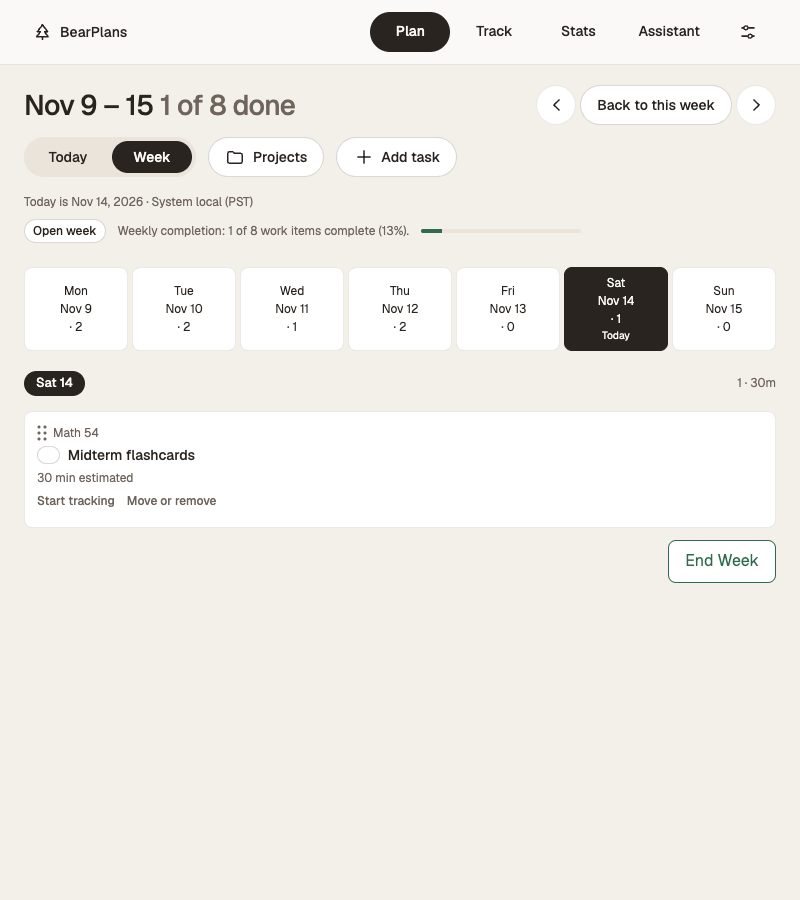 BearPlans
Plan
Track
Stats
Assistant
Nov 9 – 15 1 of 8 done
Back to this week
Today
Week
Projects
Add task
Today is Nov 14, 2026 · System local (PST)
Open week
Weekly completion: 1 of 8 work items complete (13%).
Mon
Nov 9
· 2
Tue
Nov 10
· 2
Wed
Nov 11
· 1
Thu
Nov 12
· 2
Fri
Nov 13
· 0
Sat
Nov 14
· 1
Today
Sun
Nov 15
· 0
Sat 14
1 · 30m
Math 54
Midterm flashcards
30 min estimated
Start tracking
Move or remove
End Week